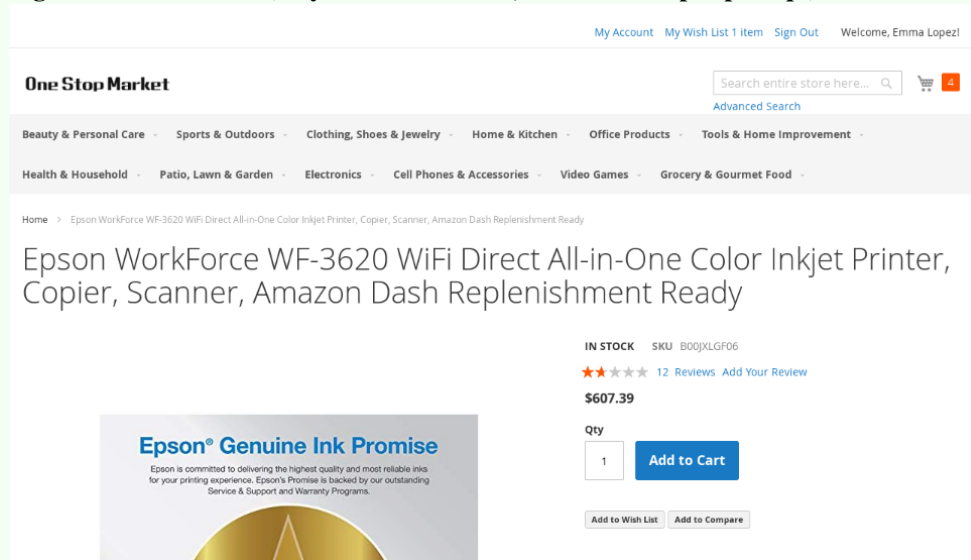 My Account My Wish List 1 item Sign Out Welcome, Emma Lopez!
One Stop Market
Search entire store here...
4
Advanced Search
Beauty & Personal Care Sports & Outdoors Clothing, Shoes & Jewelry Home & Kitchen Office Products Tools & Home Improvement
Health & Household Patio, Lawn & Garden Electronics Cell Phones & Accessories Video Games Grocery & Gourmet Food
Home > Epson WorkForce WF-3620 WiFi Direct All-in-One Color Inkjet Printer, Copier, Scanner, Amazon Dash Replenishment Ready
Epson WorkForce WF-3620 WiFi Direct All-in-One Color Inkjet Printer,
Copier, Scanner, Amazon Dash Replenishment Ready
IN STOCK SKU B00JXLGF06
12 Reviews Add Your Review
$607.39
Qty
1 Add to Cart
Add to Wish List Add to Compare
Epson® Genuine Ink Promise
Epson is committed to delivering the highest quality and most reliable inks
for your printing experience. Epson's Promise is backed by our outstanding
Service & Support and Warranty Programs.